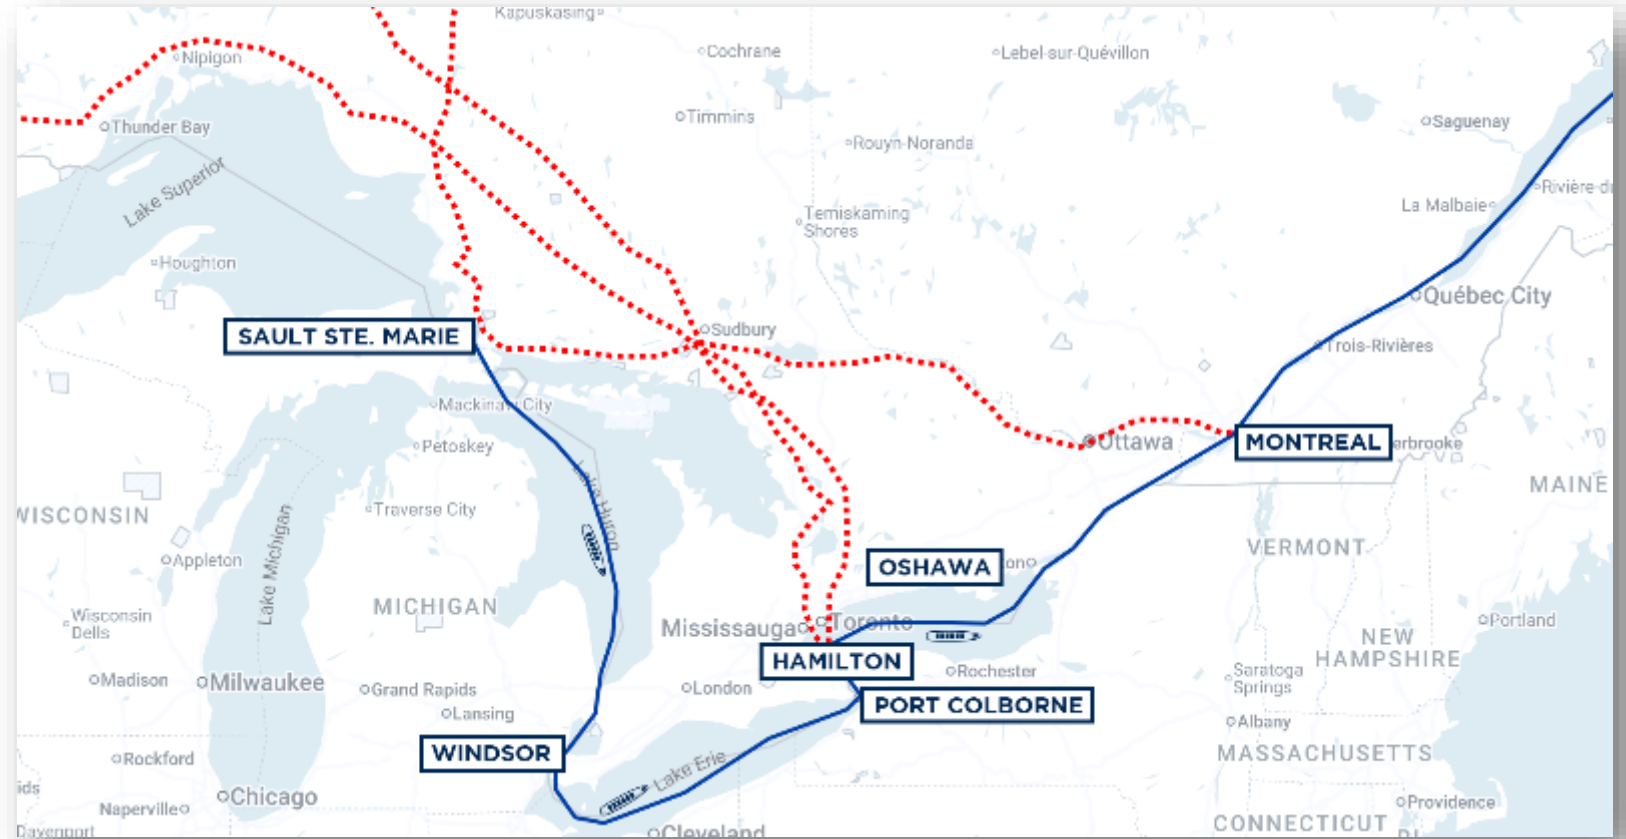 Kapuskasing
Cochrane
Lebel-sur-Quévillon
Nipigon
Timmins
Thunder Bay
Saguenay
Rouyn-Noranda
Lake Superior
Rivière-du
La Malbaie
Temiskaming
Shores
Houghton
Québec City
SAULT STE. MARIE
Sudbury
Trois-Rivières
Mackinaw City
Petoskey
Ottawa
MONTREAL
erbrooke
MAINE
Traverse City
Lake Huron
WISCONSIN
Lake Michigan
Appleton
VERMONT
OSHAWA
on
MICHIGAN
Wisconsin
Dells
Mississauga
Toronto
Portland
NEW
HAMPSHIRE
HAMILTON
Rochester
Saratoga
Springs
Madison
Milwaukee
Grand Rapids
London
PORT COLBORNE
Lansing
Albany
WINDSOR
MASSACHUSETTS
Rockford
Lake Erie
ids
Chicago
Naperville
Providence
CONNECTICUT
Davenport
Cleveland